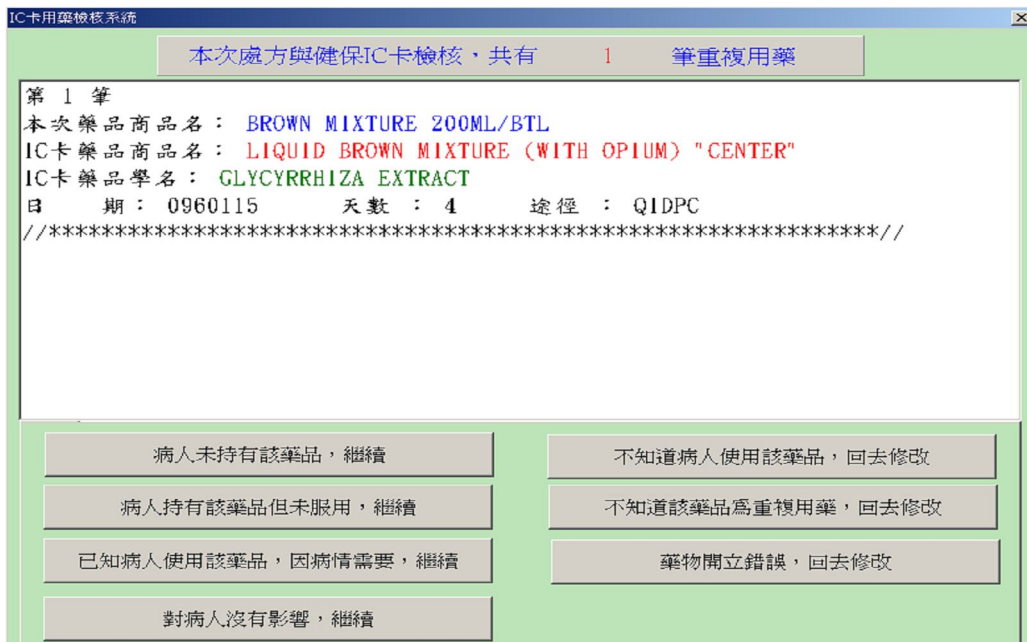 IC卡用藥檢核系統
本次處方與健保IC卡檢核，共有 1 筆重複用藥
第 1 筆
本次藥品商品名： BROWN MIXTURE 200ML/BTL
IC卡藥品商品名： LIQUID BROWN MIXTURE (WITH OPIUM) "CENTER"
IC卡藥品學名： GLYCYRRHIZA EXTRACT
日 期： 0960115 天數 ： 4 途徑 ： QIDPC
//***************************************************************//
病人未持有該藥品，繼續
不知道病人使用該藥品，回去修改
病人持有該藥品但未服用，繼續
不知道該藥品為重複用藥，回去修改
已知病人使用該藥品，因病情需要，繼續
藥物開立錯誤，回去修改
對病人沒有影響，繼續